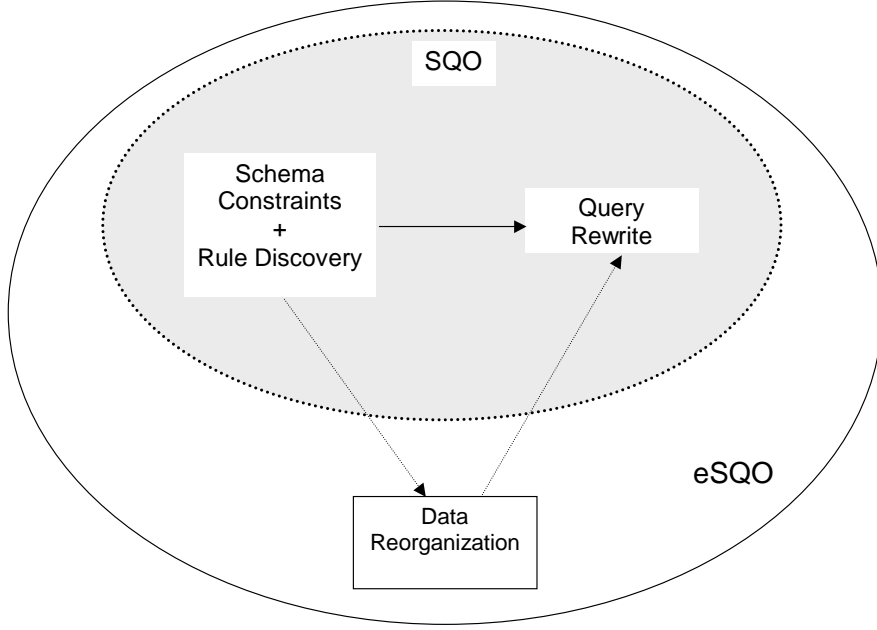 SQO
Schema
Constraints
+
Rule Discovery
Query
Rewrite
eSQO
Data
Reorganization